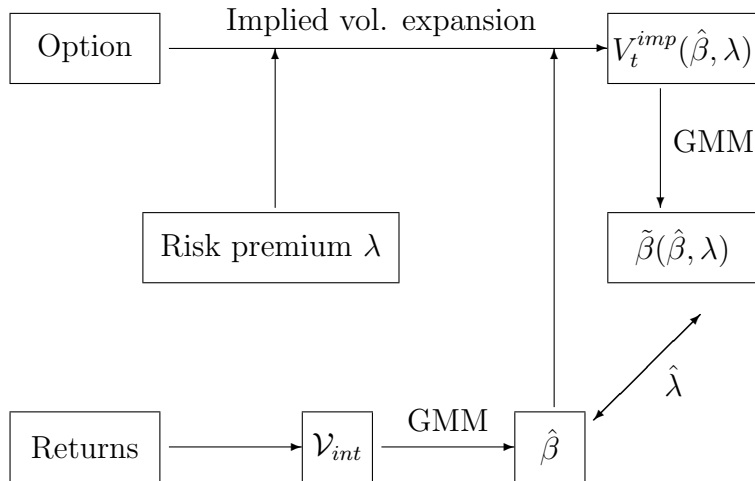 Implied vol. expansion
Option
$V_t^{imp}(\hat{\beta}, \lambda)$
GMM
Risk premium $\lambda$
$\tilde{\beta}(\hat{\beta}, \lambda)$
$\hat{\lambda}$
GMM
Returns
$\mathcal{V}_{int}$
$\hat{\beta}$